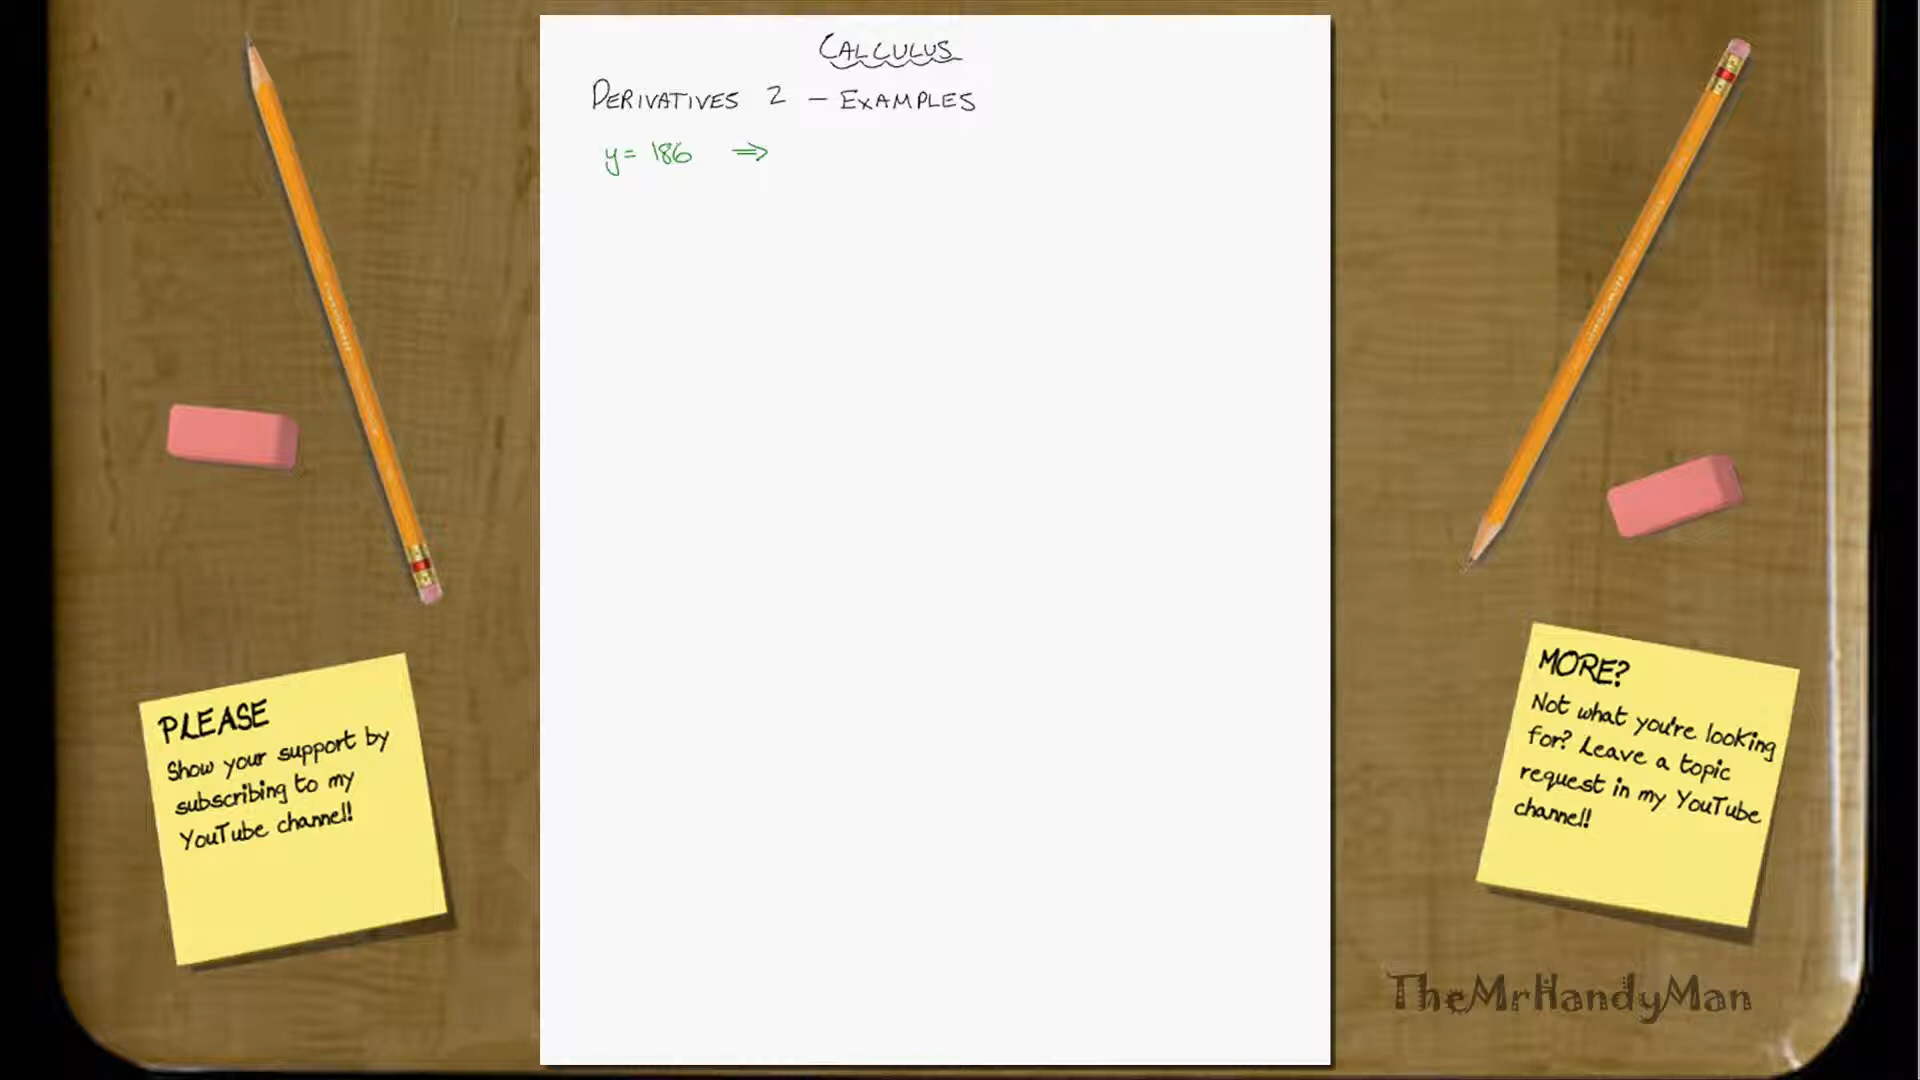 CALCULUS
DERIVATIVES 2 – EXAMPLES
y = 186 ⇒
PLEASE
Show your support by
subscribing to my
YouTube channel!
MORE?
Not what you're looking
for? Leave a topic
request in my YouTube
channel!
TheMrHandyMan